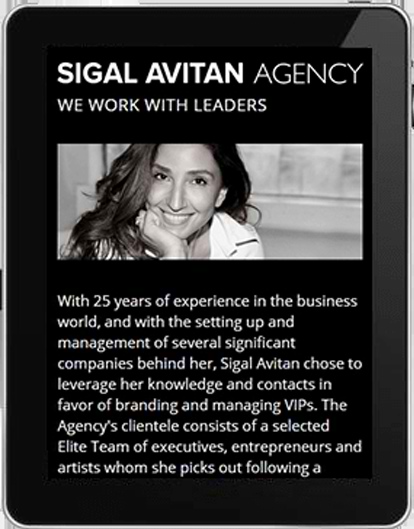 SIGAL AVITAN AGENCY
WE WORK WITH LEADERS
With 25 years of experience in the business
world, and with the setting up and
management of several significant
companies behind her, Sigal Avitan chose to
leverage her knowledge and contacts in
favor of branding and managing VIPs. The
Agency's clientele consists of a selected
Elite Team of executives, entrepreneurs and
artists whom she picks out following a